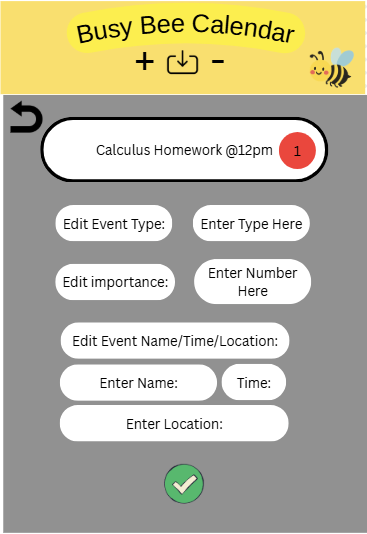 Busy Bee Calendar
+ -
Calculus Homework @12pm 1
Edit Event Type: Enter Type Here
Edit importance: Enter Number
Here
Edit Event Name/Time/Location:
Enter Name: Time:
Enter Location: